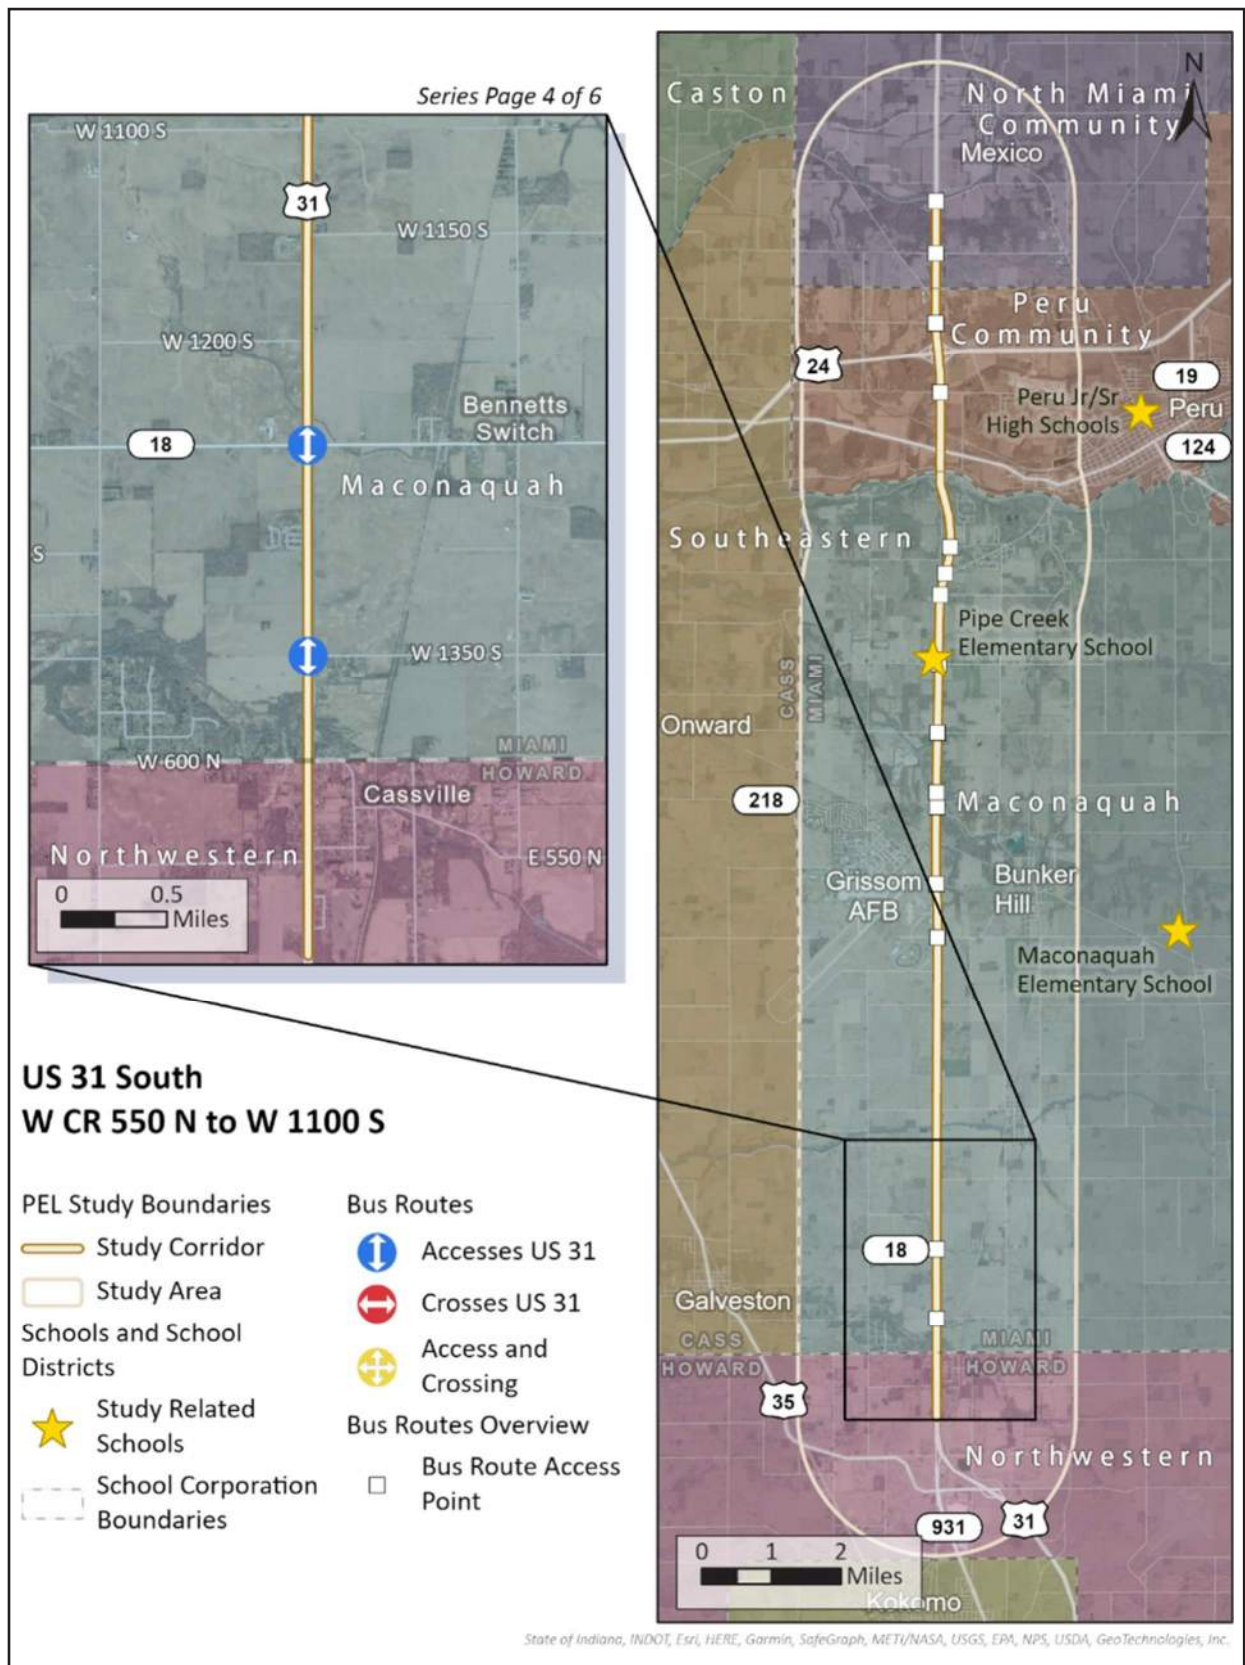 Series Page 4 of 6
W 1100 S
31
W 1150 S
W 1200 S
Bennetts
Switch
18
Maconaquah
S
W 1350 S
W 600 N
MIAMI
HOWARD
Cassville
Northwestern
E 550 N
0 0.5
Miles
US 31 South
W CR 550 N to W 1100 S
PEL Study Boundaries
Study Corridor
Study Area
Schools and School
Districts
Study Related
Schools
School Corporation
Boundaries
Bus Routes
Accesses US 31
Crosses US 31
Access and
Crossing
Bus Routes Overview
Bus Route Access
Point
N
Caston
North Miami
Community
Mexico
Peru
Community
24
19
Peru Jr/Sr
High Schools
Peru
124
Southeastern
Pipe Creek
Elementary School
CASS
MIAMI
Onward
218
Maconaquah
Grissom
AFB
Bunker
Hill
Maconaquah
Elementary School
18
Galveston
CASS
HOWARD
MIAMI
HOWARD
35
Northwestern
931
31
0 1 2
Miles
Kokomo
State of Indiana, INDOT, Esri, HERE, Garmin, SafeGraph, METI/NASA, USGS, EPA, NPS, USDA, GeoTechnologies, Inc.